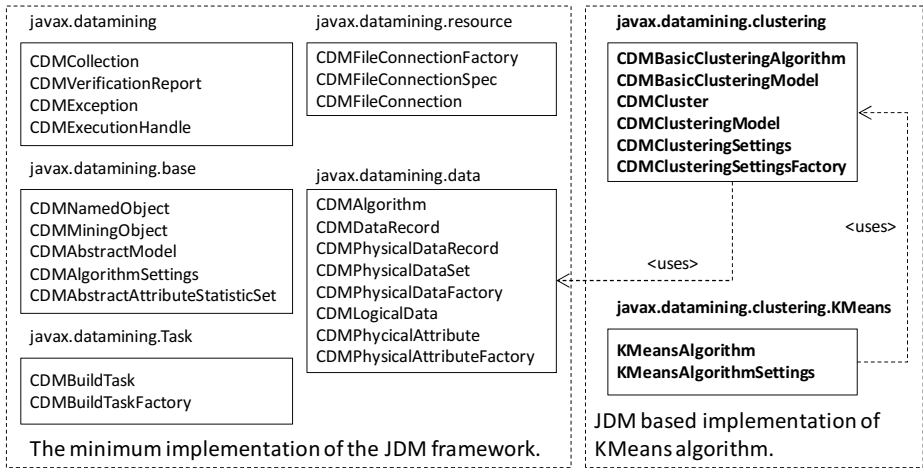 javax.datamining
CDMCollection
CDMVerificationReport
CDMException
CDMExecutionHandle
javax.datamining.base
CDMNamedObject
CDMMiningObject
CDMAbstractModel
CDMAlgorithmSettings
CDMAbstractAttributeStatisticSet
javax.datamining.Task
CDMBuildTask
CDMBuildTaskFactory
javax.datamining.resource
CDMFileConnectionFactory
CDMFileConnectionSpec
CDMFileConnection
javax.datamining.data
CDMAlgorithm
CDMDataRecord
CDMPhysicalDataRecord
CDMPhysicalDataSet
CDMPhysicalDataFactory
CDMLogicalData
CDMPhycicalAttribute
CDMPhysicalAttributeFactory
The minimum implementation of the JDM framework.
javax.datamining.clustering
CDMBasicClusteringAlgorithm
CDMBasicClusteringModel
CDMCluster
CDMClusteringModel
CDMClusteringSettings
CDMClusteringSettingsFactory
<uses>
<uses>
javax.datamining.clustering.KMeans
KMeansAlgorithm
KMeansAlgorithmSettings
JDM based implementation of
KMeans algorithm.